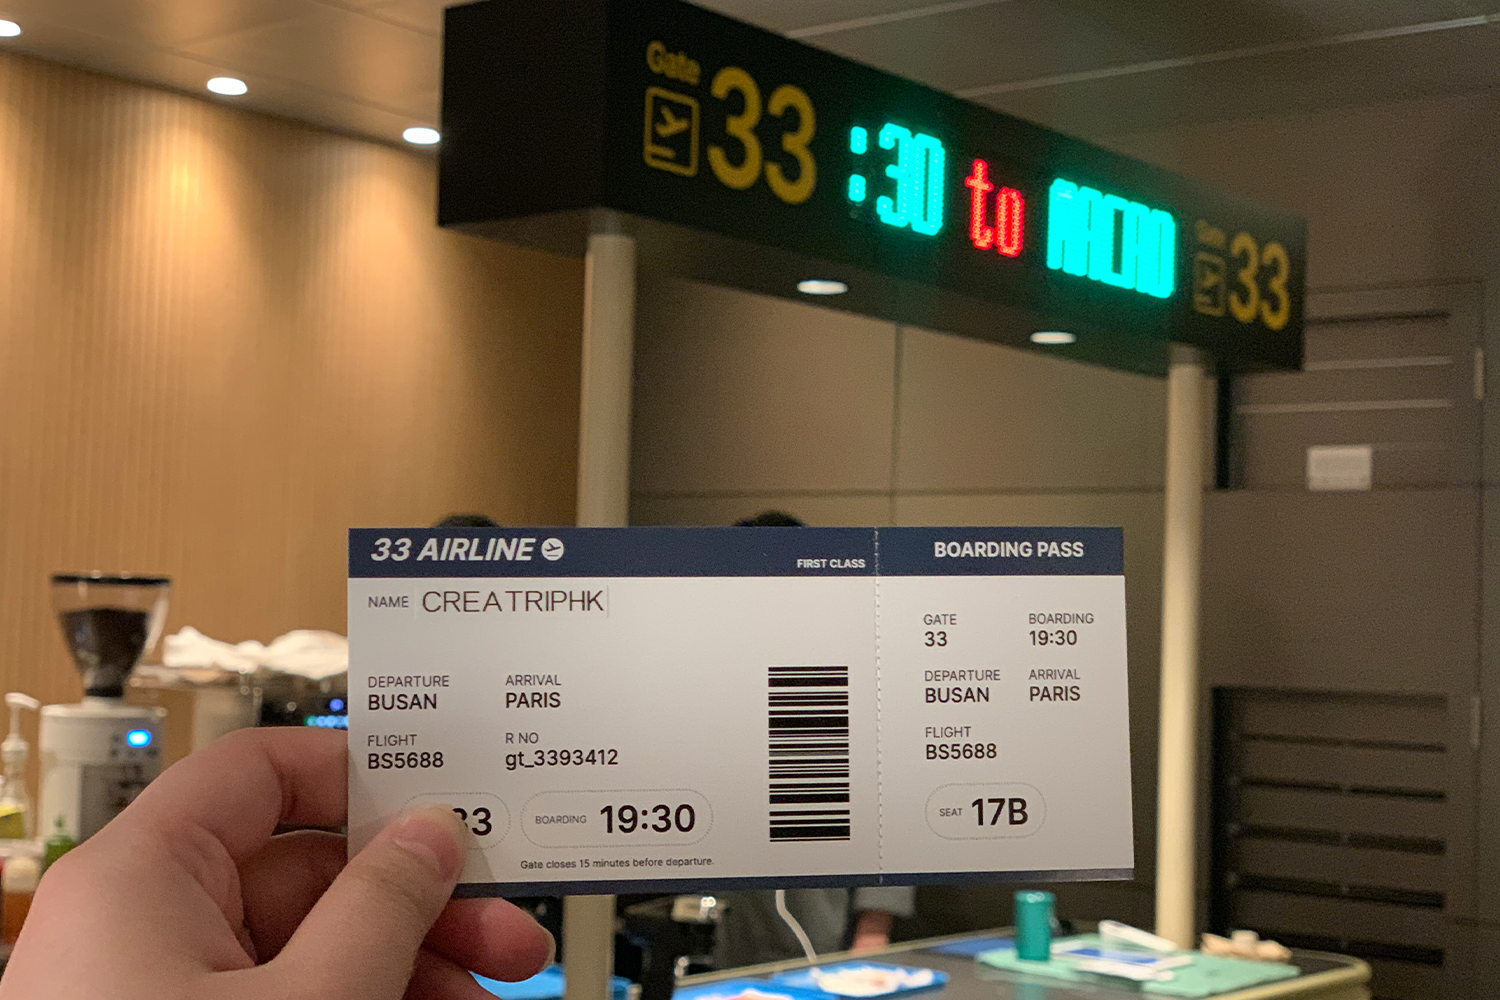 Gate
33
:30 to MACAO
Gate
33
33 AIRLINE
FIRST CLASS
BOARDING PASS
NAME CREATRIPHK
DEPARTURE ARRIVAL
BUSAN PARIS
FLIGHT R NO
BS5688 gt_3393412
33 BOARDING 19:30
Gate closes 15 minutes before departure.
GATE BOARDING
33 19:30
DEPARTURE ARRIVAL
BUSAN PARIS
FLIGHT
BS5688
SEAT 17B